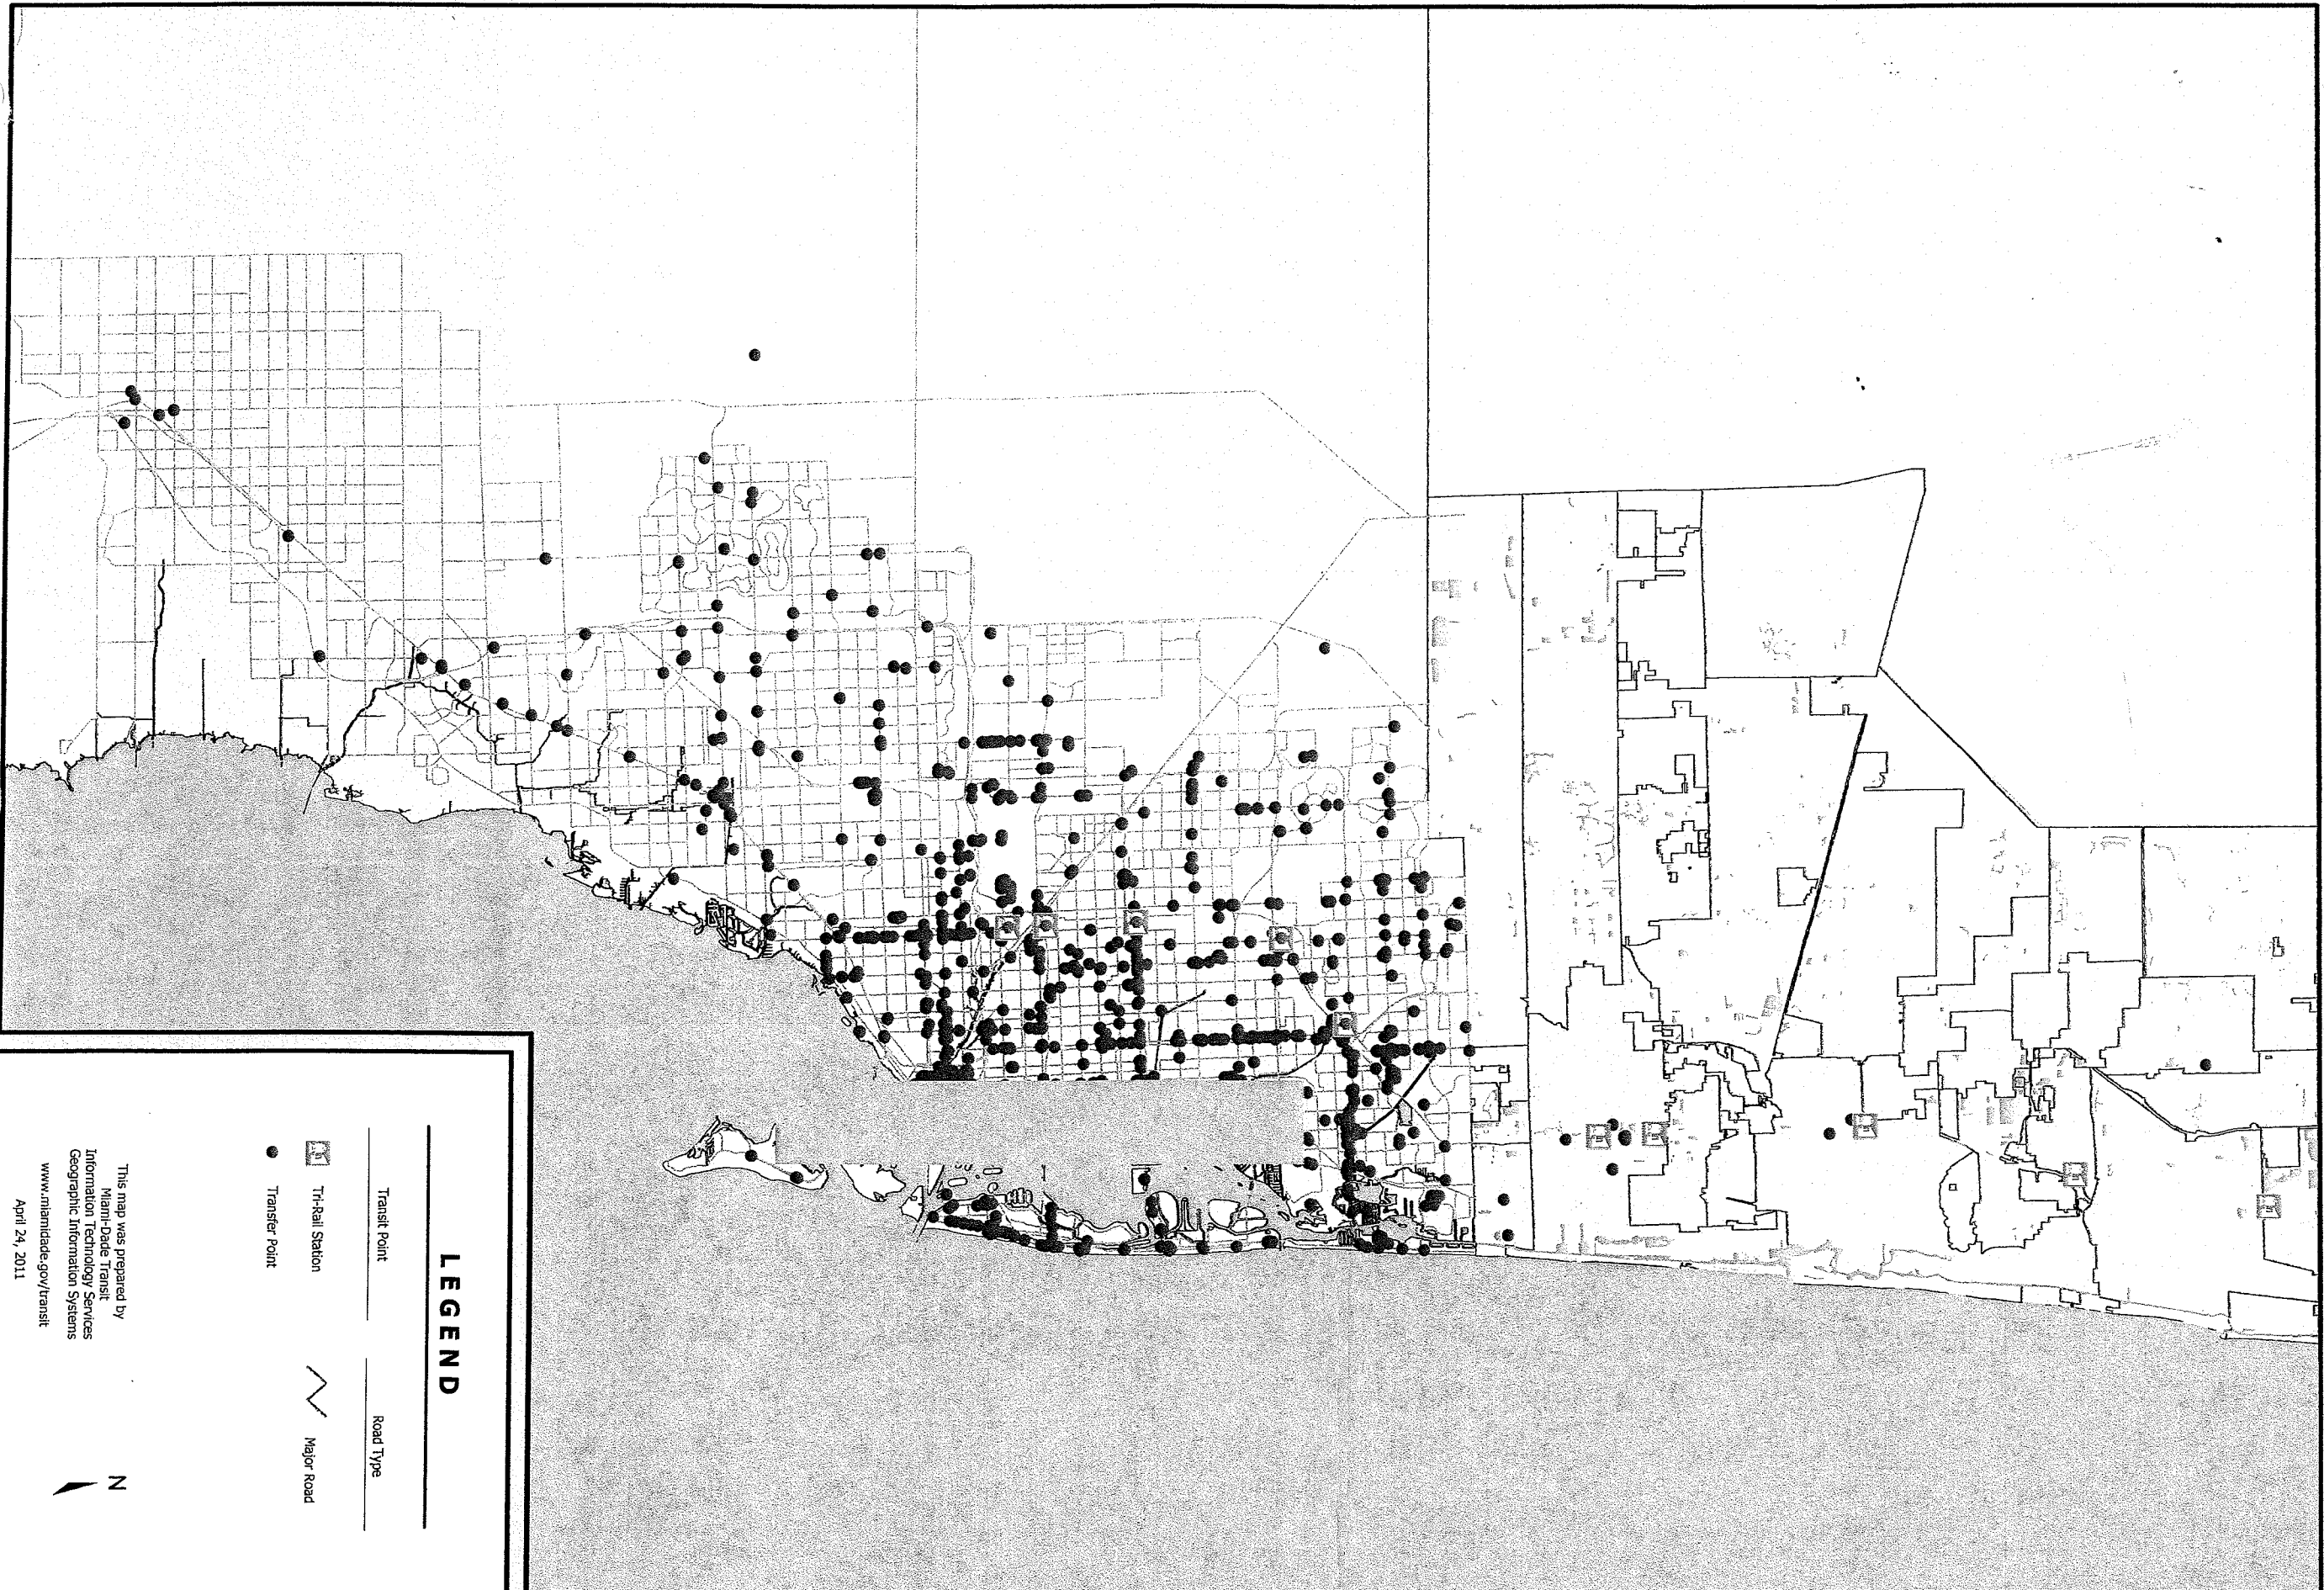 LEGEND
Transit Point
Tri-Rail Station
Transfer Point
Road Type
Major Road
This map was prepared by
Miami-Dade Transit
Information Technology Services
Geographic Information Systems
www.miamidade.gov/transit
April 24, 2011
N